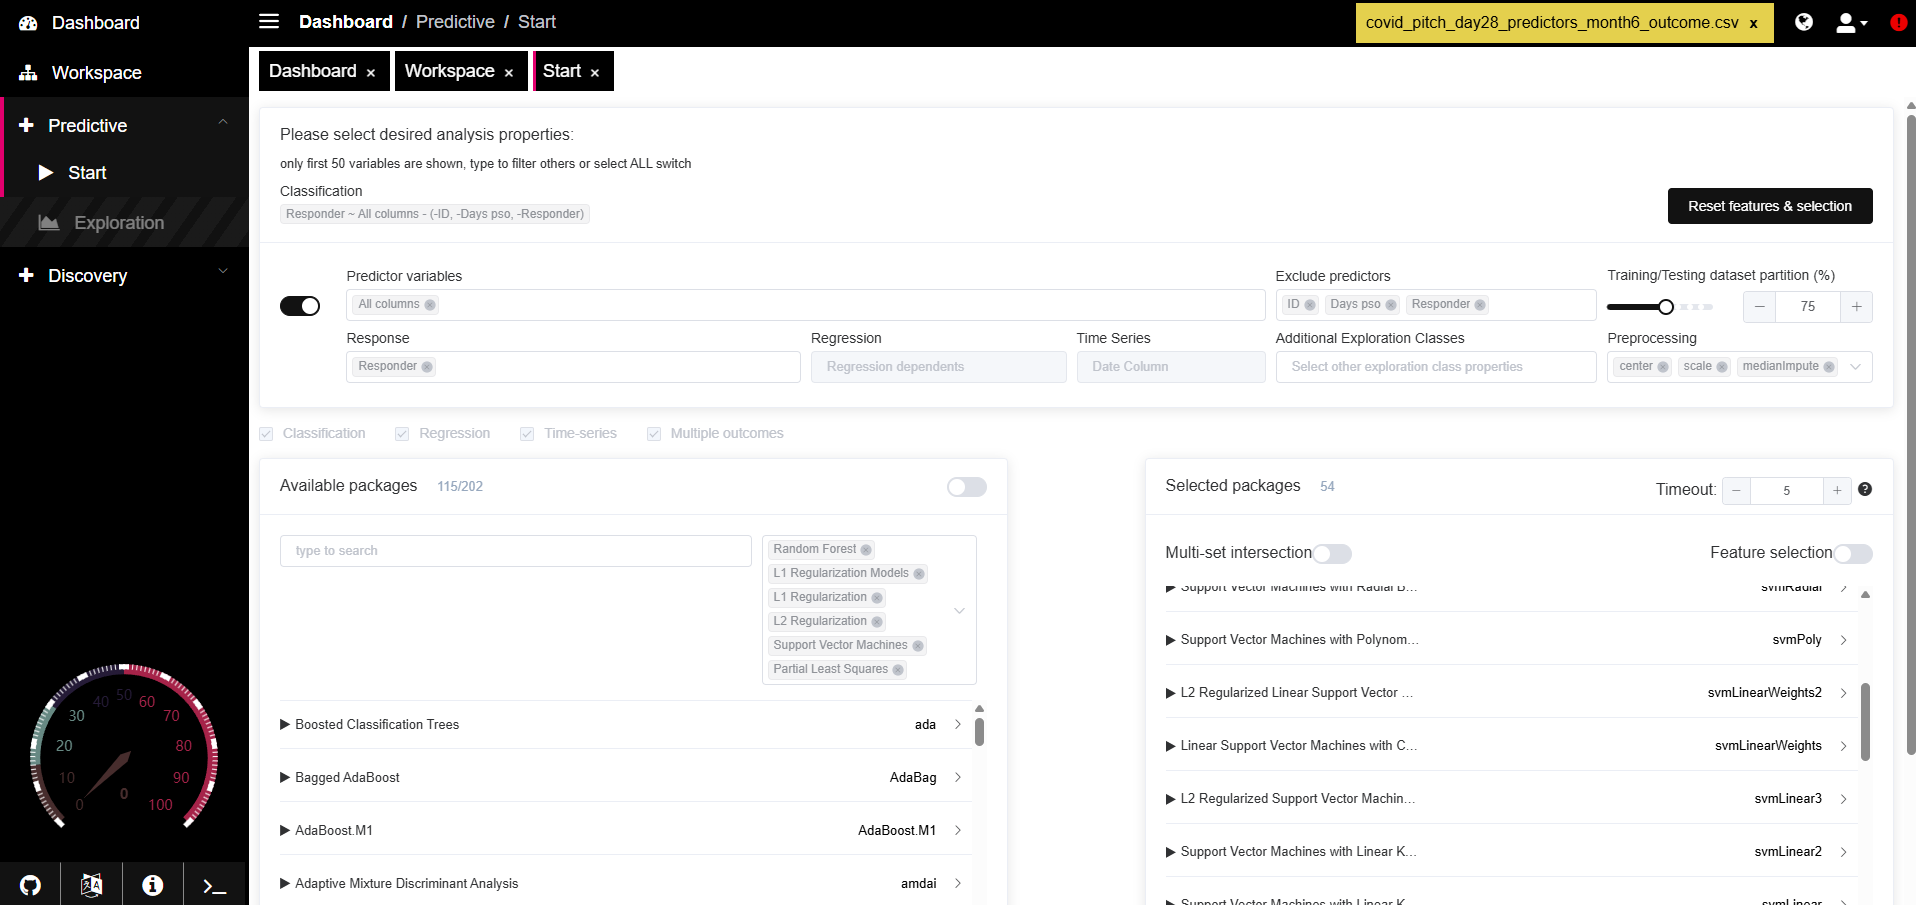 Dashboard
Workspace
Predictive
Start
Exploration
Discovery
0
10
20
30
40
50
60
70
80
90
100
0
Dashboard / Predictive / Start
covid_pitch_day28_predictors_month6_outcome.csv x
Dashboard x
Workspace x
Start x
Please select desired analysis properties:
only first 50 variables are shown, type to filter others or select ALL switch
Classification
Responder ~ All columns - (-ID, -Days pso, -Responder)
Reset features & selection
Predictor variables
All columns
Exclude predictors
ID
Days pso
Responder
Training/Testing dataset partition (%)
75
Response
Responder
Regression
Regression dependents
Time Series
Date Column
Additional Exploration Classes
Select other exploration class properties
Preprocessing
center
scale
medianImpute
Classification
Regression
Time-series
Multiple outcomes
Available packages 115/202
type to search
Random Forest
L1 Regularization Models
L1 Regularization
L2 Regularization
Support Vector Machines
Partial Least Squares
Boosted Classification Trees ada
Bagged AdaBoost AdaBag
AdaBoost.M1 AdaBoost.M1
Adaptive Mixture Discriminant Analysis amdai
Selected packages 54
Timeout: 5
Multi-set intersection
Feature selection
Support Vector Machines with Radial B... svmRadial
Support Vector Machines with Polynom... svmPoly
L2 Regularized Linear Support Vector ... svmLinearWeights2
Linear Support Vector Machines with C... svmLinearWeights
L2 Regularized Support Vector Machin... svmLinear3
Support Vector Machines with Linear K... svmLinear2
Support Vector Machines with Linear K... svmLinear